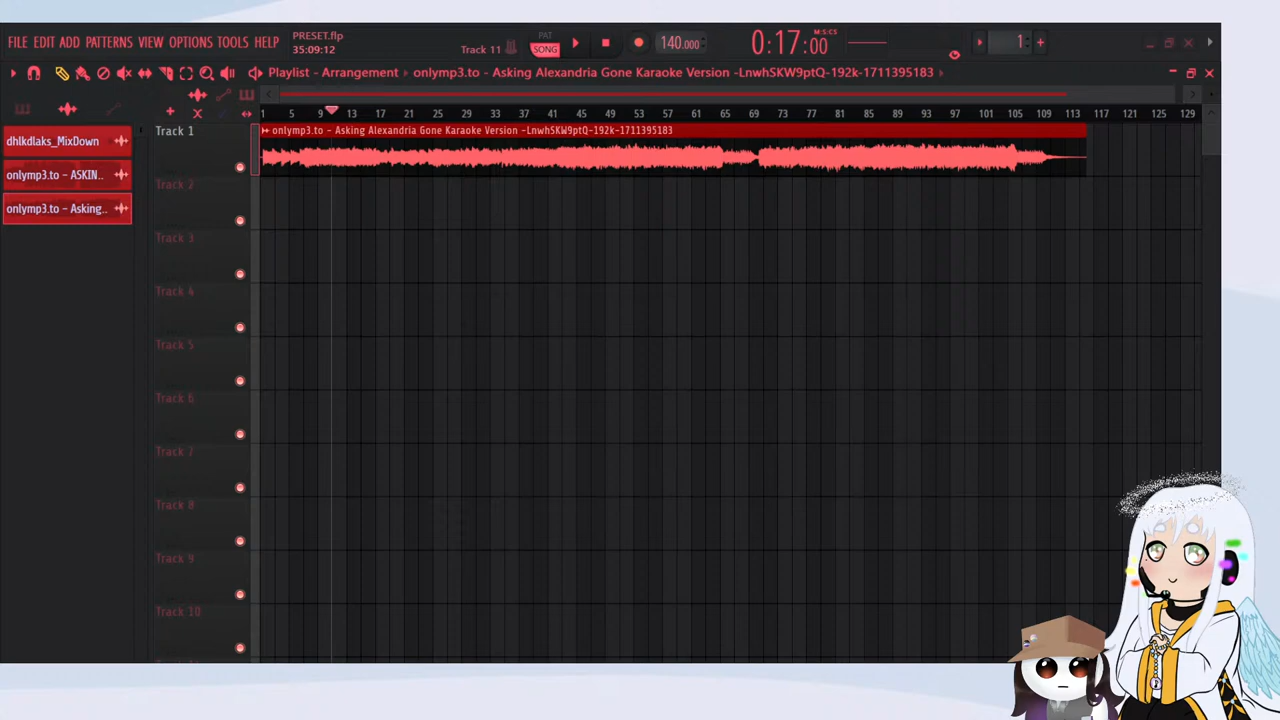 FILE EDIT ADD PATTERNS VIEW OPTIONS TOOLS HELP
PRESET.flp
35:09:12
Track 11
PAT
SONG
140.000
0:17:00
M:S:CS
1
Playlist - Arrangement onlymp3.to - Asking Alexandria Gone Karaoke Version -LnwhSKW9ptQ-192k-1711395183
1 5 9 13 17 21 25 29 33 37 41 45 49 53 57 61 65 69 73 77 81 85 89 93 97 101 105 109 113 117 121 125 129
dhlkdlaks_MixDown
onlymp3.to - ASKIN..
onlymp3.to - Asking..
Track 1
onlymp3.to - Asking Alexandria Gone Karaoke Version -LnwhSKW9ptQ-192k-1711395183
Track 2
Track 3
Track 4
Track 5
Track 6
Track 7
Track 8
Track 9
Track 10